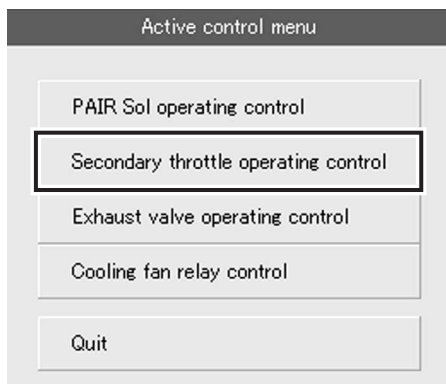 Active control menu
PAIR Sol operating control
Secondary throttle operating control
Exhaust valve operating control
Cooling fan relay control
Quit